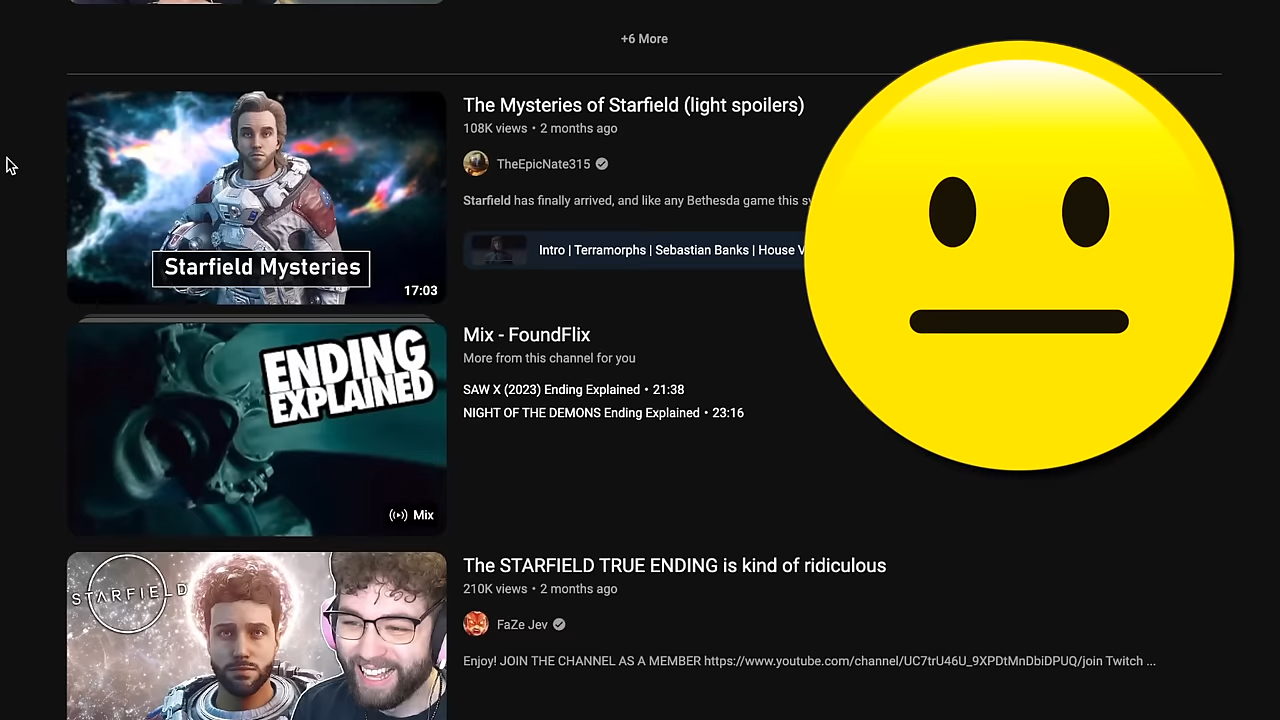 +6 More
The Mysteries of Starfield (light spoilers)
108K views • 2 months ago
TheEpicNate315
Starfield has finally arrived, and like any Bethesda game this
Intro | Terramorphs | Sebastian Banks | House
Starfield Mysteries
17:03
Mix - FoundFlix
More from this channel for you
SAW X (2023) Ending Explained • 21:38
NIGHT OF THE DEMONS Ending Explained • 23:16
ENDING
EXPLAINED
Mix
The STARFIELD TRUE ENDING is kind of ridiculous
210K views • 2 months ago
FaZe Jev
Enjoy! JOIN THE CHANNEL AS A MEMBER https://www.youtube.com/channel/UC7trU46U_9XPDtMnDbiDPUQ/join Twitch ...
STARFIELD